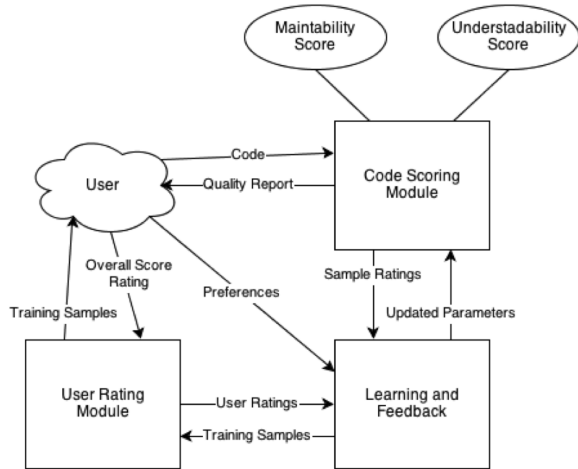 Maintability
Score
Understadability
Score
Code
User
Quality Report
Code Scoring
Module
Overall Score
Rating
Sample Ratings
Preferences
Training Samples
Updated Parameters
User Rating
Module
User Ratings
Learning and
Feedback
Training Samples